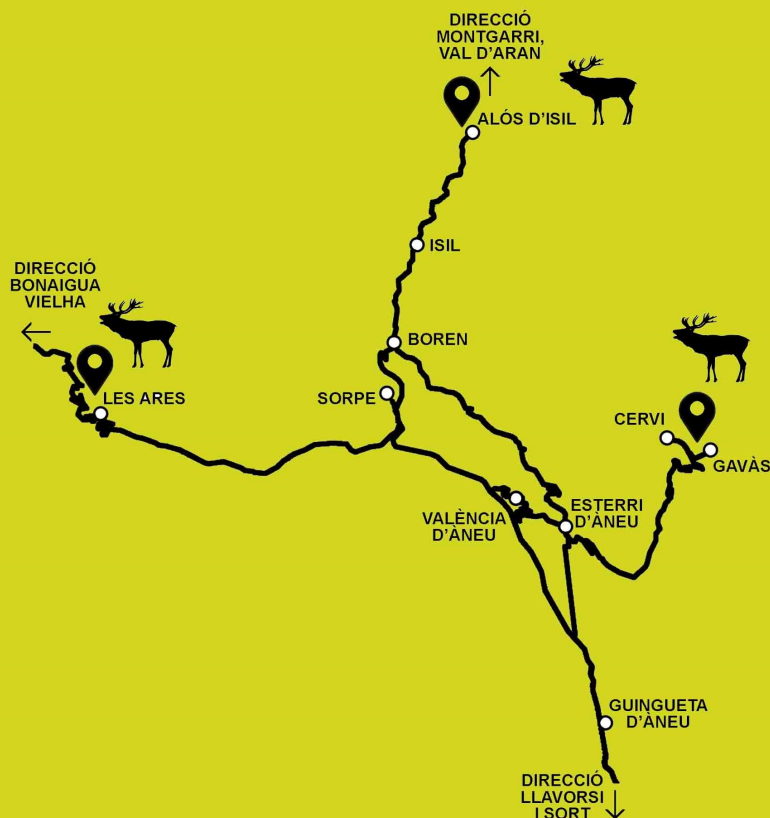 DIRECCIÓ
MONTGARRI,
VAL D'ARAN
ALÓS D'ISIL
ISIL
DIRECCIÓ
BONAIGUA
VIELHA
BOREN
LES ARES
SORPE
CERVI
GAVÀS
VALÈNCIA
D'ÀNEU
ESTERRI
D'ÀNEU
GUINGUETA
D'ÀNEU
DIRECCIÓ
LLAVORSI
I SORT